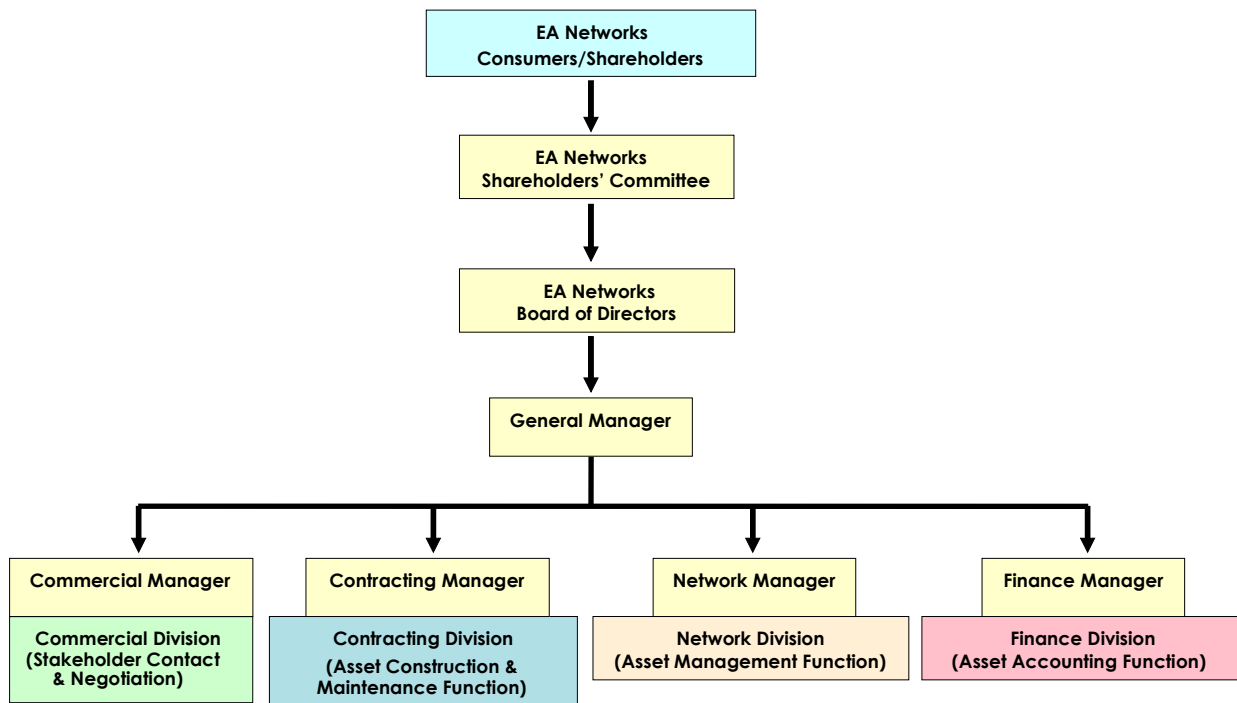 EA Networks
Consumers/Shareholders
EA Networks
Shareholders’ Committee
EA Networks
Board of Directors
General Manager
Commercial Manager
Commercial Division
(Stakeholder Contact
& Negotiation)
Contracting Manager
Contracting Division
(Asset Construction &
Maintenance Function)
Network Manager
Network Division
(Asset Management Function)
Finance Manager
Finance Division
(Asset Accounting Function)